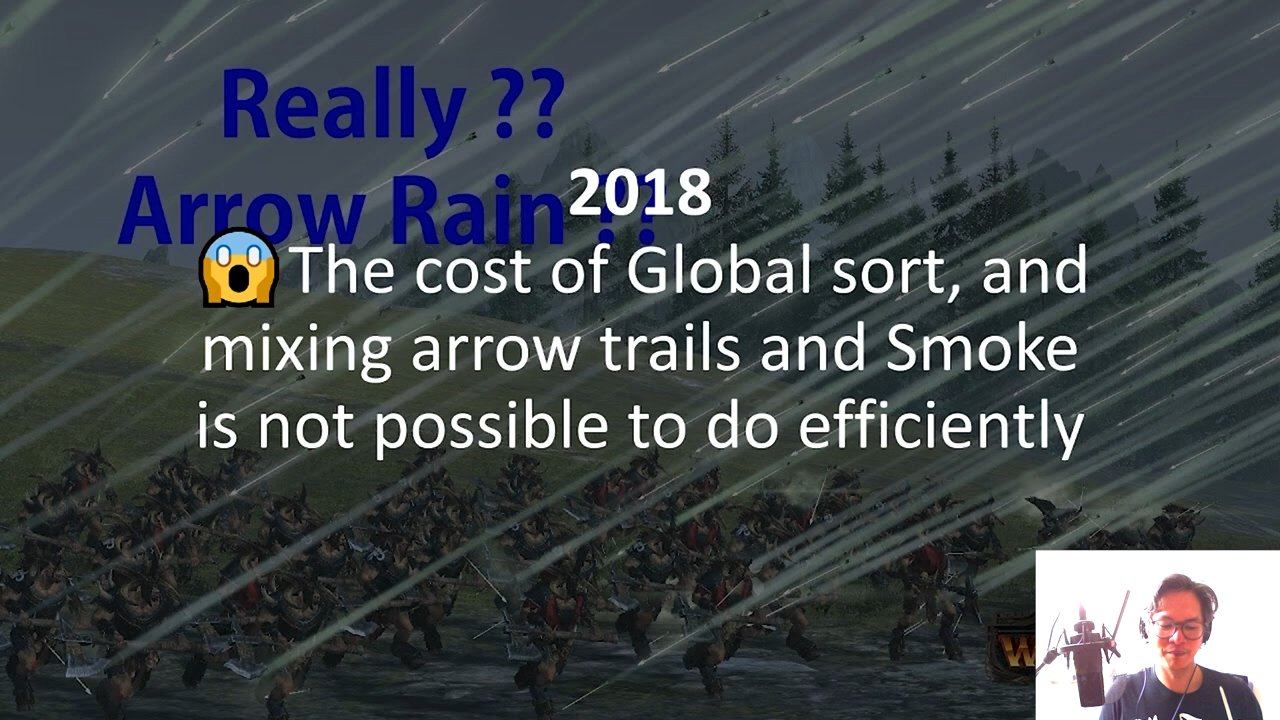 Really ??
Arrow Rain ??
2018
😱 The cost of Global sort, and
mixing arrow trails and Smoke
is not possible to do efficiently